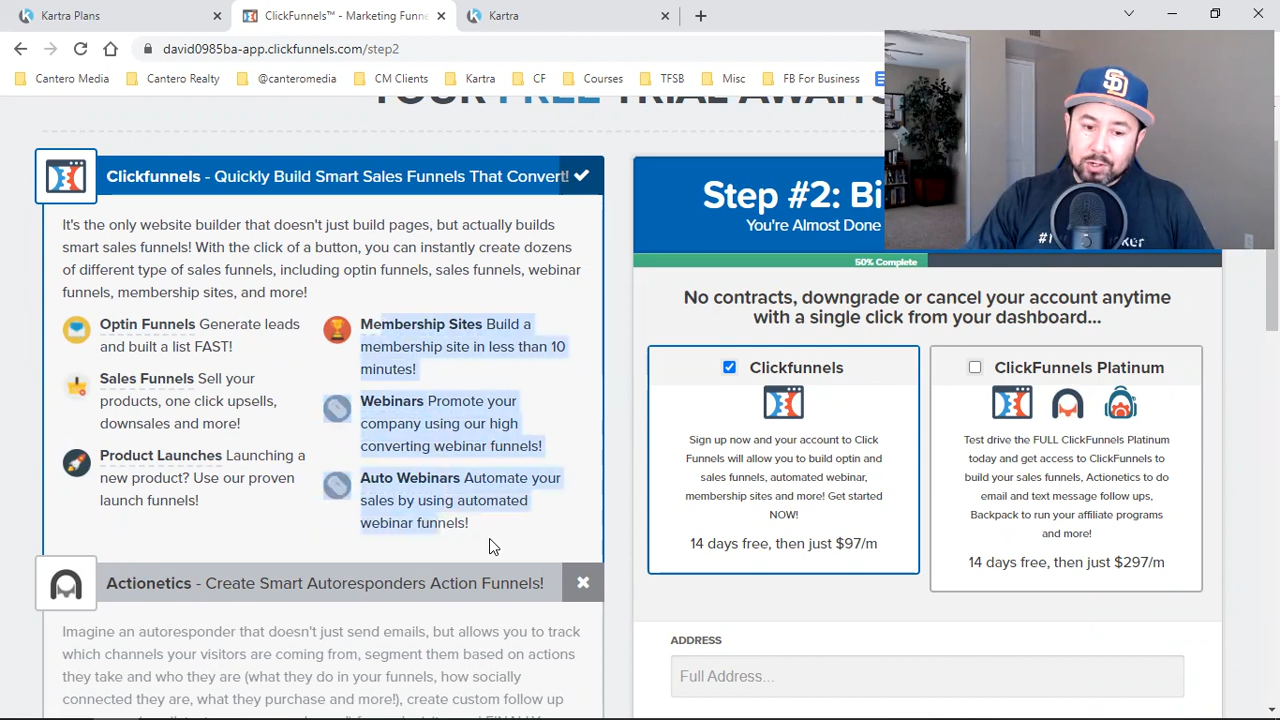 Kartra Plans
ClickFunnels™ - Marketing Funne
Kartra
david0985ba-app.clickfunnels.com/step2
Cantero Media
Cantero Realty
@canteromedia
CM Clients
Kartra
CF
Courses
TFSB
Misc
FB For Business
YOUR FREE TRIAL AWAITS
Clickfunnels - Quickly Build Smart Sales Funnels That Convert!
It's the only website builder that doesn't just build pages, but actually builds
smart sales funnels! With the click of a button, you can instantly create dozens
of different type of sites funnels, including optin funnels, sales funnels, webinar
funnels, membership sites, and more!
Optin Funnels Generate leads
and built a list FAST!
Sales Funnels Sell your
products, one click upsells,
downsales and more!
Product Launches Launching a
new product? Use our proven
launch funnels!
Membership Sites Build a
membership site in less than 10
minutes!
Webinars Promote your
company using our high
converting webinar funnels!
Auto Webinars Automate your
sales by using automated
webinar funnels!
Actionetics - Create Smart Autoresponders Action Funnels!
Imagine an autoresponder that doesn't just send emails, but allows you to track
which channels your visitors are coming from, segment them based on actions
they take and who they are (what they do in your funnels, how socially
connected they are, what they purchase and more!), create custom follow up
Step #2: Bi
You're Almost Done
50% Complete
No contracts, downgrade or cancel your account anytime
with a single click from your dashboard...
Clickfunnels
Sign up now and your account to Click
Funnels will allow you to build optin and
sales funnels, automated webinar,
membership sites and more! Get started
NOW!
14 days free, then just $97/m
ClickFunnels Platinum
Test drive the FULL ClickFunnels Platinum
today and get access to ClickFunnels to
build your sales funnels, Actionetics to
do email and text message follow ups,
Backpack to run your affiliate programs
and more!
14 days free, then just $297/m
ADDRESS
Full Address...